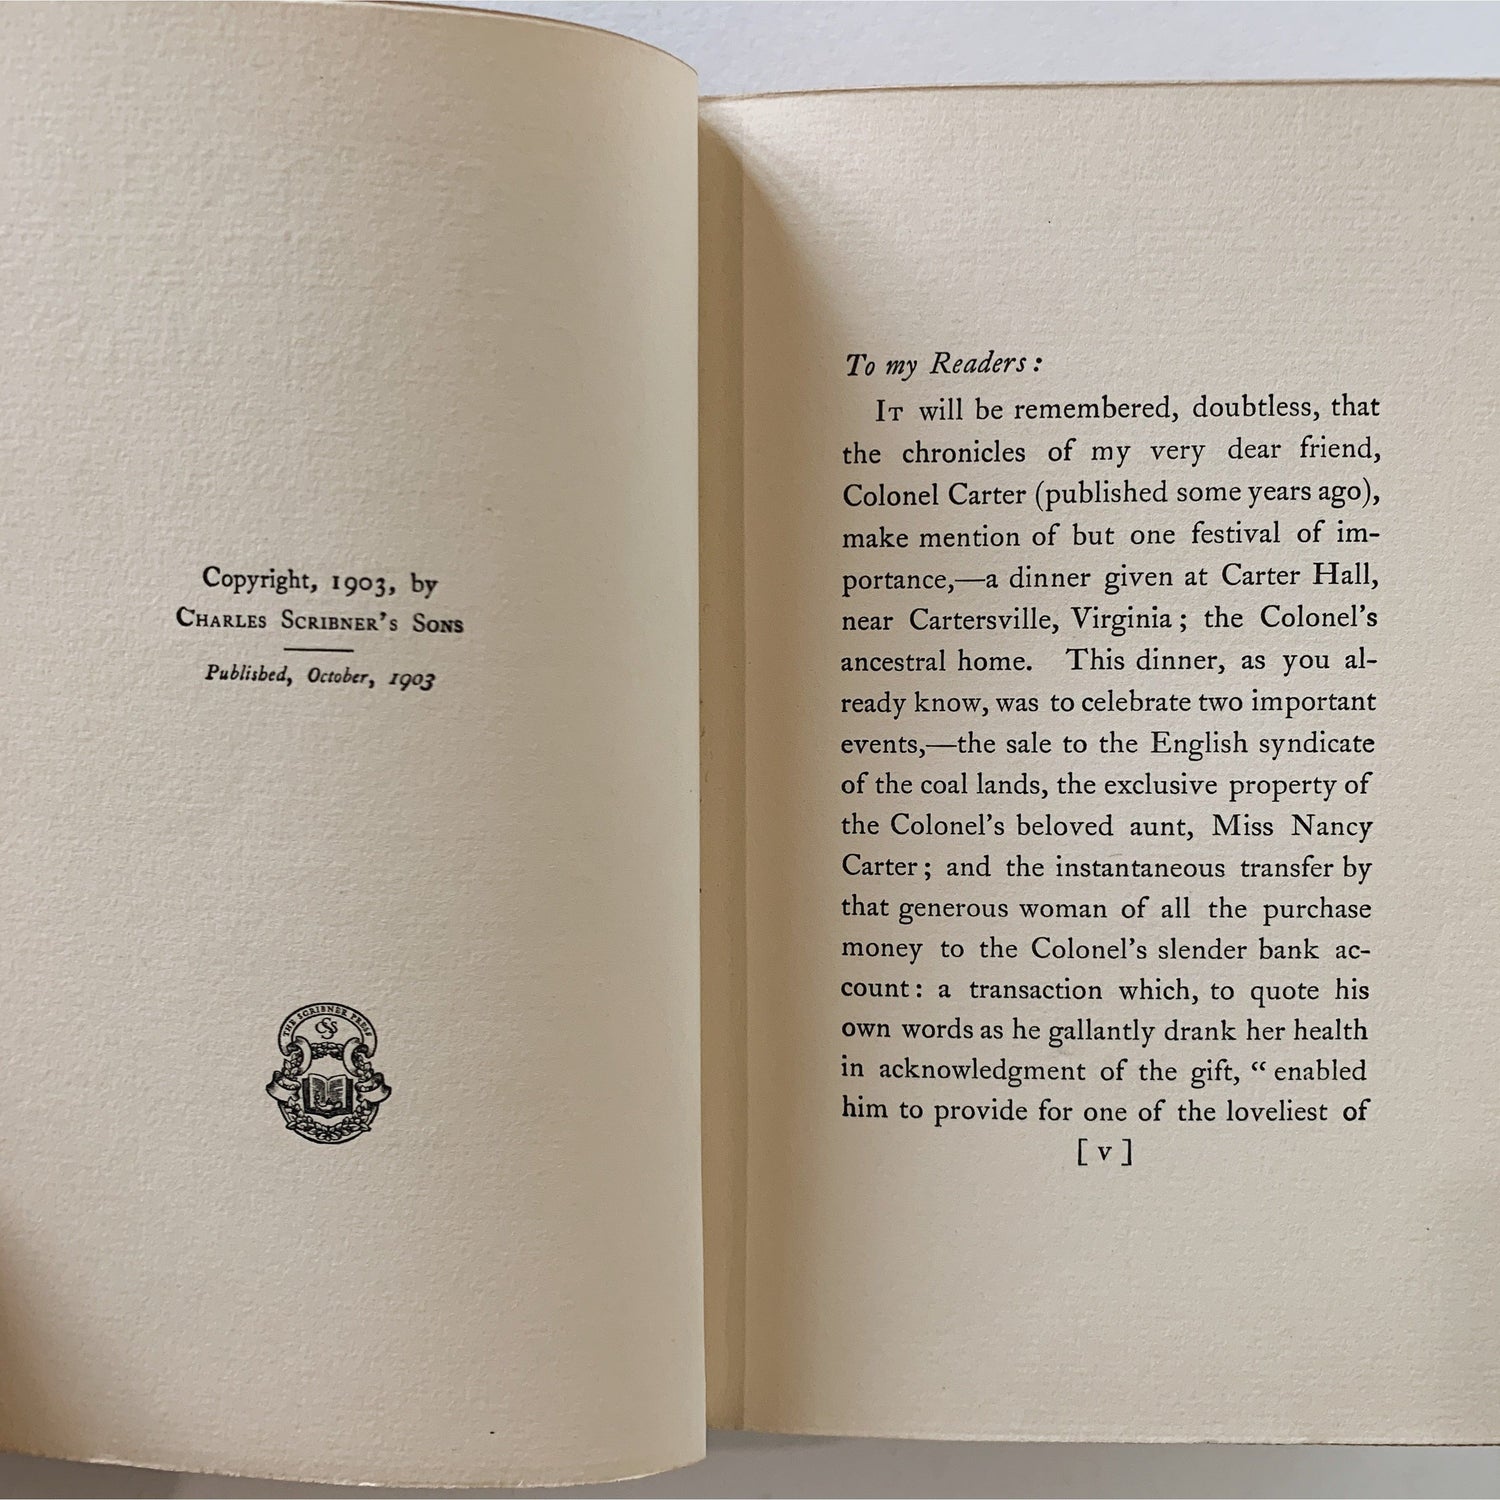 Copyright, 1903, by
CHARLES SCRIBNER'S SONS
Published, October, 1903
THE SCRIBNER PRESS
CSS
To my Readers:
IT will be remembered, doubtless, that
the chronicles of my very dear friend,
Colonel Carter (published some years ago),
make mention of but one festival of im-
portance,—a dinner given at Carter Hall,
near Cartersville, Virginia; the Colonel's
ancestral home. This dinner, as you al-
ready know, was to celebrate two important
events,—the sale to the English syndicate
of the coal lands, the exclusive property of
the Colonel's beloved aunt, Miss Nancy
Carter; and the instantaneous transfer by
that generous woman of all the purchase
money to the Colonel's slender bank ac-
count: a transaction which, to quote his
own words as he gallantly drank her health
in acknowledgment of the gift, "enabled
him to provide for one of the loveliest of
[v]